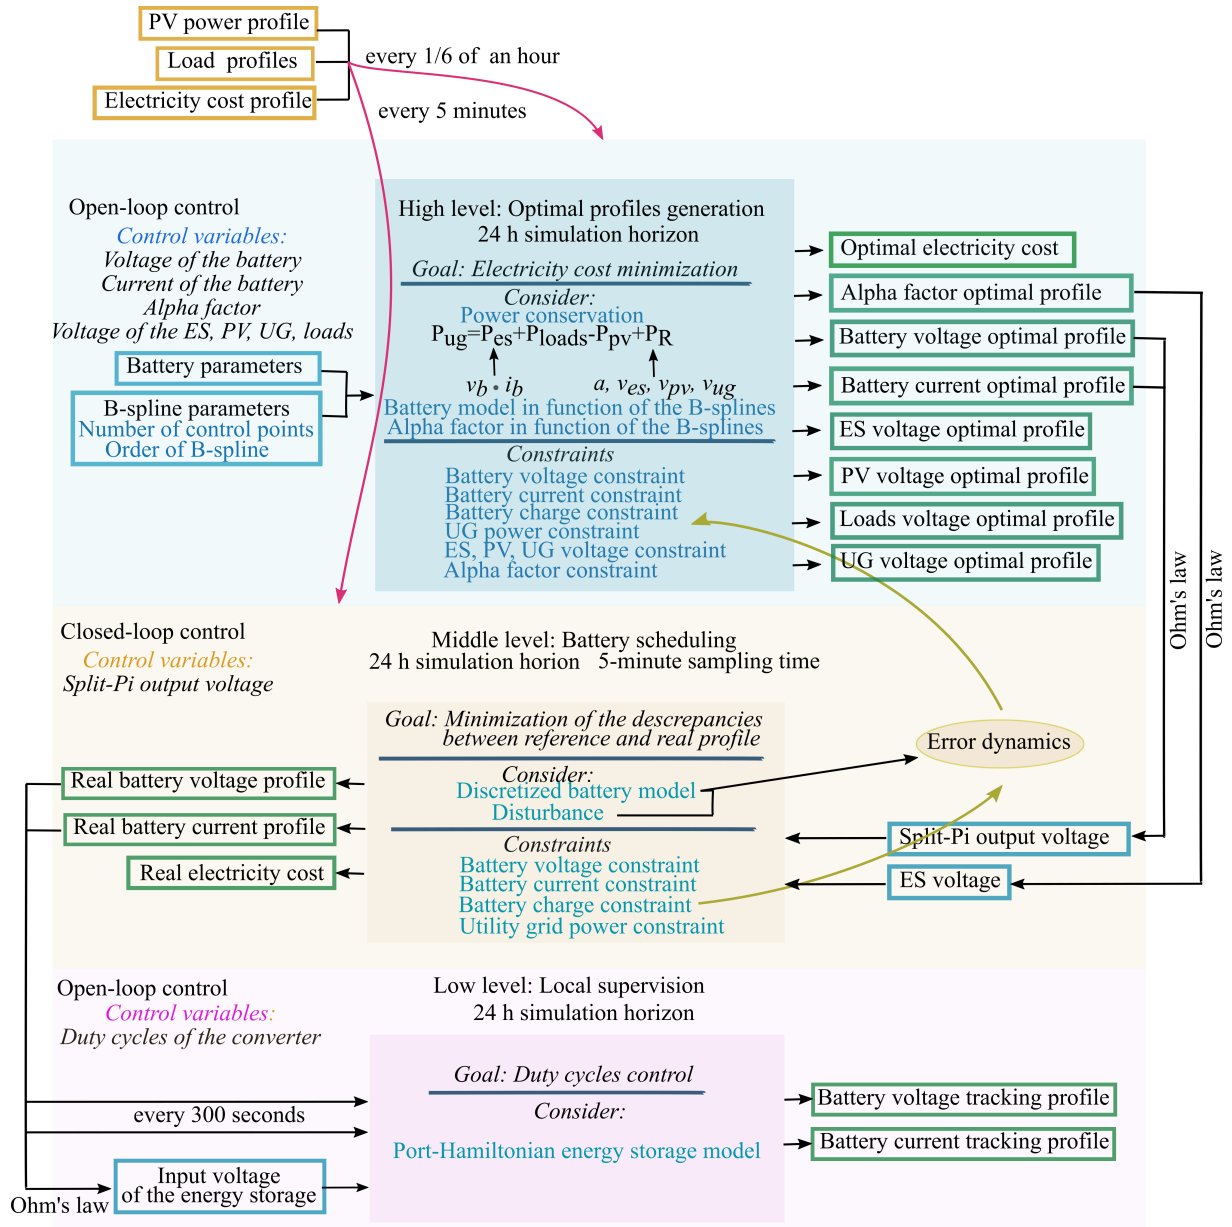 PV power profile
Load profiles
Electricity cost profile
every 1/6 of an hour
every 5 minutes
Open-loop control
Control variables:
Voltage of the battery
Current of the battery
Alpha factor
Voltage of the ES, PV, UG, loads
Battery parameters
B-spline parameters
Number of control points
Order of B-spline
High level: Optimal profiles generation
24 h simulation horizon
Goal: Electricity cost minimization
Consider:
Power conservation
Pug=Pes+Ploads-Ppv+PR
vb · ib
a, ves, vpv, vug
Battery model in function of the B-splines
Alpha factor in function of the B-splines
Constraints
Battery voltage constraint
Battery current constraint
Battery charge constraint
UG power constraint
ES, PV, UG voltage constraint
Alpha factor constraint
Optimal electricity cost
Alpha factor optimal profile
Battery voltage optimal profile
Battery current optimal profile
ES voltage optimal profile
PV voltage optimal profile
Loads voltage optimal profile
UG voltage optimal profile
Ohm's law
Ohm's law
Closed-loop control
Control variables:
Split-Pi output voltage
Middle level: Battery scheduling
24 h simulation horion 5-minute sampling time
Goal: Minimization of the descrepancies
between reference and real profile
Consider:
Discretized battery model
Disturbance
Constraints
Battery voltage constraint
Battery current constraint
Battery charge constraint
Utility grid power constraint
Error dynamics
Split-Pi output voltage
ES voltage
Real battery voltage profile
Real battery current profile
Real electricity cost
Open-loop control
Control variables:
Duty cycles of the converter
Low level: Local supervision
24 h simulation horizon
Goal: Duty cycles control
Consider:
Port-Hamiltonian energy storage model
every 300 seconds
Input voltage
of the energy storage
Ohm's law
Battery voltage tracking profile
Battery current tracking profile